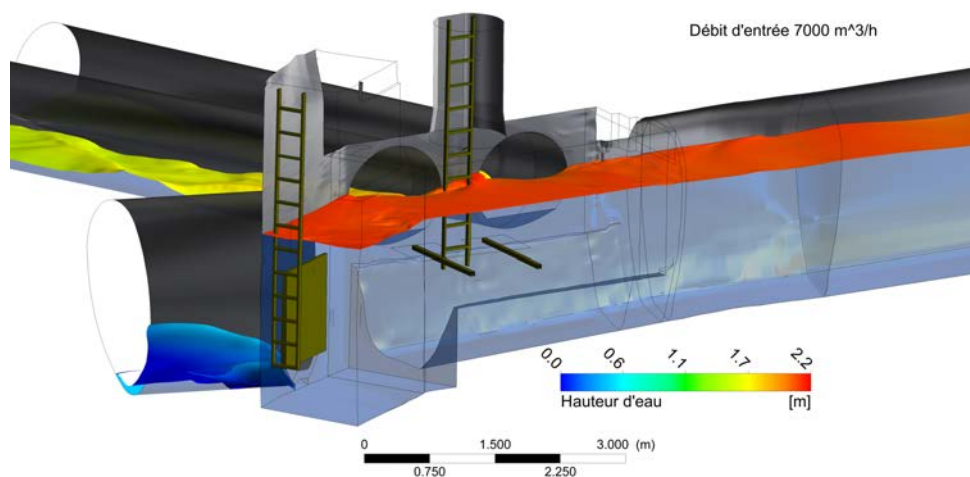 Débit d'entrée 7000 m^3/h
0.0 0.6 1.1 1.7 2.2
Hauteur d'eau [m]
0 1.500 3.000 (m)
0.750 2.250